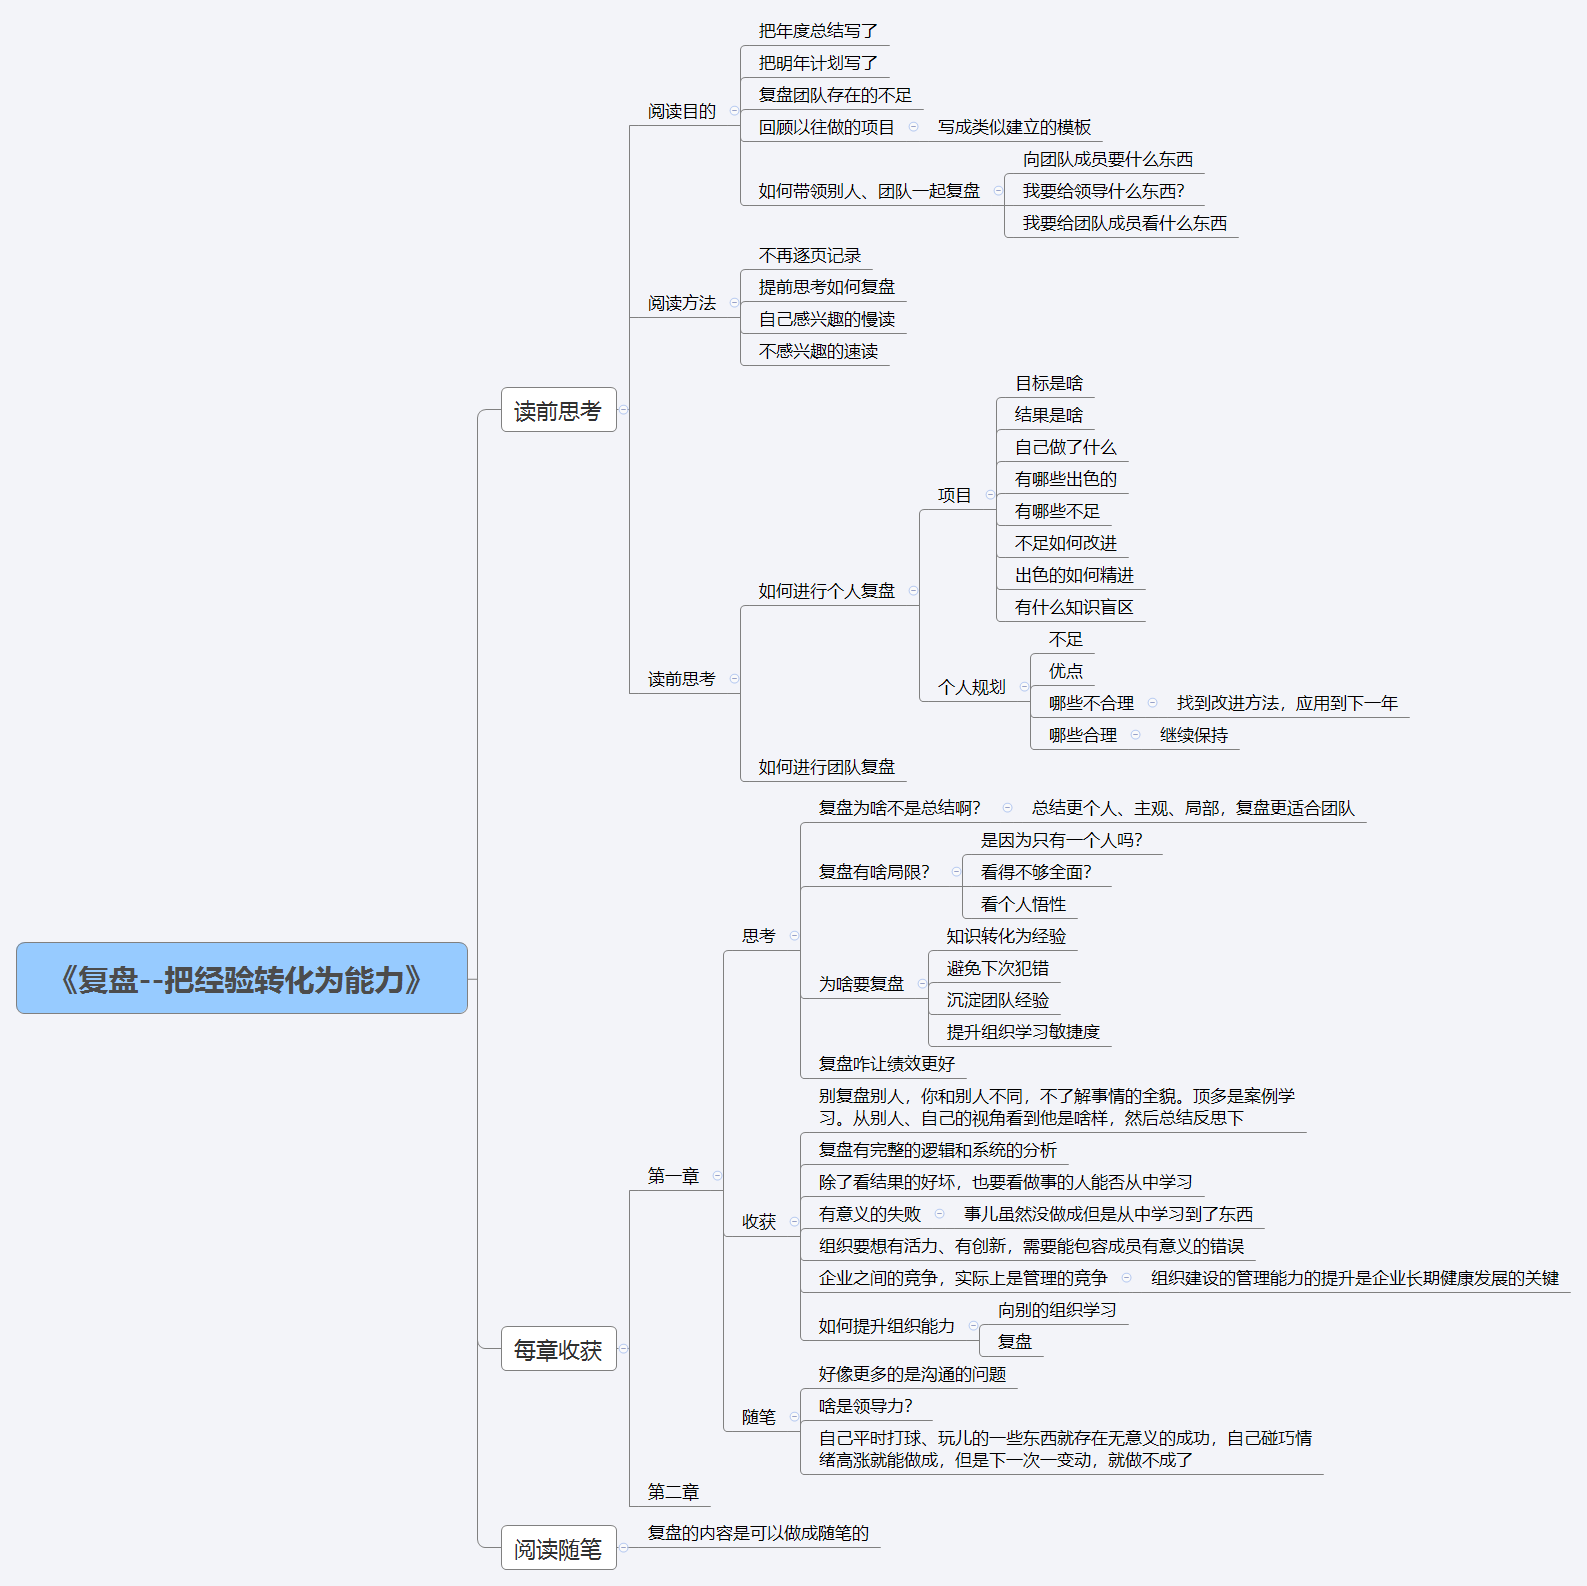 《复盘--把经验转化为能力》
读前思考
阅读目的
把年度总结写了
把明年计划写了
复盘团队存在的不足
回顾以往做的项目
写成类似建立的模板
如何带领别人、团队一起复盘
向团队成员要什么东西
我要给领导什么东西？
我要给团队成员看什么东西
阅读方法
不再逐页记录
提前思考如何复盘
自己感兴趣的慢读
不感兴趣的速读
读前思考
如何进行个人复盘
项目
目标是啥
结果是啥
自己做了什么
有哪些出色的
有哪些不足
不足如何改进
出色的如何精进
有什么知识盲区
个人规划
不足
优点
哪些不合理
找到改进方法，应用到下一年
哪些合理
继续保持
如何进行团队复盘
每章收获
第一章
思考
复盘为啥不是总结啊？
总结更个人、主观、局部，复盘更适合团队
复盘有啥局限？
是因为只有一个人吗？
看得不够全面？
看个人悟性
为啥要复盘
知识转化为经验
避免下次犯错
沉淀团队经验
提升组织学习敏捷度
复盘咋让绩效更好
收获
别复盘别人，你和别人不同，不了解事情的全貌。顶多是案例学
习。从别人、自己的视角看到他是啥样，然后总结反思下
复盘有完整的逻辑和系统的分析
除了看结果的好坏，也要看做事的人能否从中学习
有意义的失败
事儿虽然没做成但是从中学习到了东西
组织要想有活力、有创新，需要能包容成员有意义的错误
企业之间的竞争，实际上是管理的竞争
组织建设的管理能力的提升是企业长期健康发展的关键
如何提升组织能力
向别的组织学习
复盘
随笔
好像更多的是沟通的问题
啥是领导力？
自己平时打球、玩儿的一些东西就存在无意义的成功，自己碰巧情
绪高涨就能做成，但是下一次一变动，就做不成了
第二章
阅读随笔
复盘的内容是可以做成随笔的